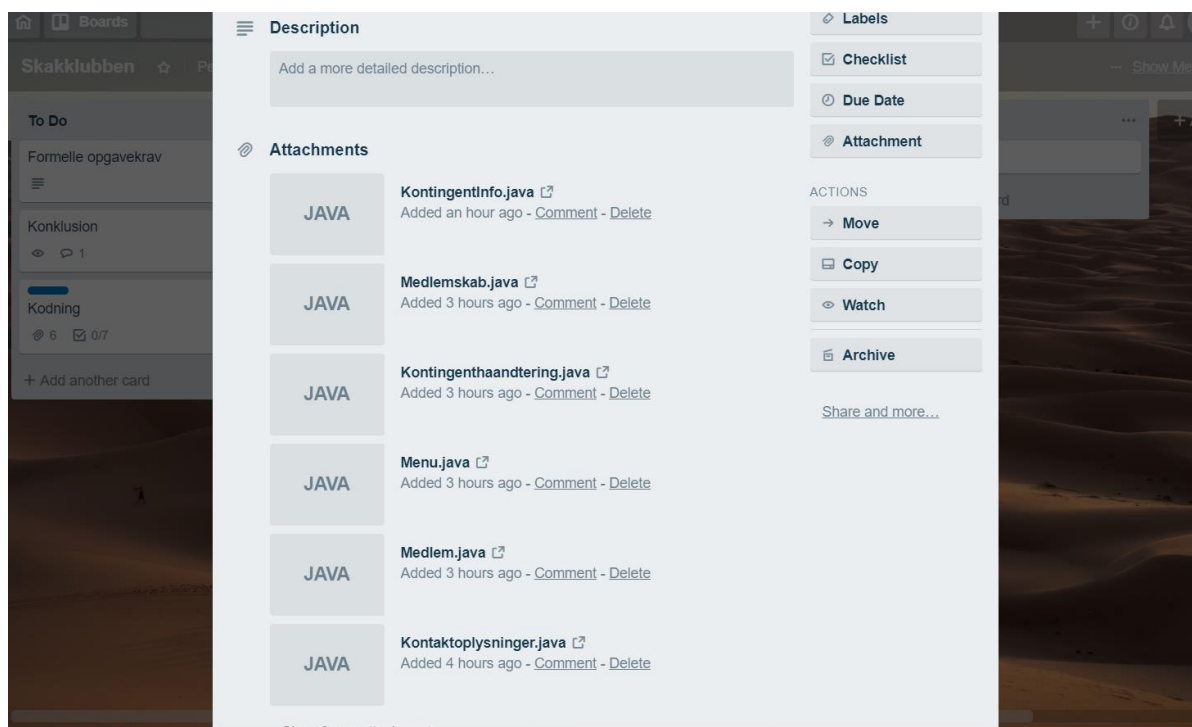 Boards
Skakklubben
Pe
Show Me
To Do
Formelle opgavekrav
Konklusion
1
Kodning
6 0/7
+ Add another card
Description
Add a more detailed description…
Attachments
JAVA
KontingentInfo.java
Added an hour ago - Comment - Delete
JAVA
Medlemskab.java
Added 3 hours ago - Comment - Delete
JAVA
Kontingenthaandtering.java
Added 3 hours ago - Comment - Delete
JAVA
Menu.java
Added 3 hours ago - Comment - Delete
JAVA
Medlem.java
Added 3 hours ago - Comment - Delete
JAVA
Kontaktoplysninger.java
Added 4 hours ago - Comment - Delete
Labels
Checklist
Due Date
Attachment
ACTIONS
Move
Copy
Watch
Archive
Share and more…
rd